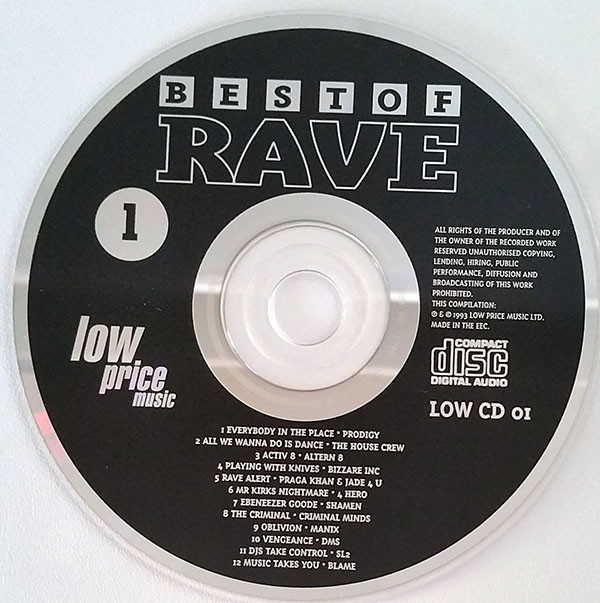 BEST OF
RAVE
1
ALL RIGHTS OF THE PRODUCER AND OF
THE OWNER OF THE RECORDED WORK
RESERVED UNAUTHORISED COPYING,
LENDING, HIRING, PUBLIC
PERFORMANCE, DIFFUSION AND
BROADCASTING OF THIS WORK
PROHIBITED.
THIS COMPILATION:
℗ & © 1993 LOW PRICE MUSIC LTD.
MADE IN THE EEC.
low
price
music
COMPACT
disc
DIGITAL AUDIO
LOW CD 01
1 EVERYBODY IN THE PLACE • PRODIGY
2 ALL WE WANNA DO IS DANCE • THE HOUSE CREW
3 ACTIV 8 • ALTERN 8
4 PLAYING WITH KNIVES • BIZZARE INC
5 RAVE ALERT • PRAGA KHAN & JADE 4 U
6 MR KIRKS NIGHTMARE • 4 HERO
7 EBENEEZER GOODE • SHAMEN
8 THE CRIMINAL • CRIMINAL MINDS
9 OBLIVION • MANIX
10 VENGEANCE • DMS
11 DJS TAKE CONTROL • SL2
12 MUSIC TAKES YOU • BLAME